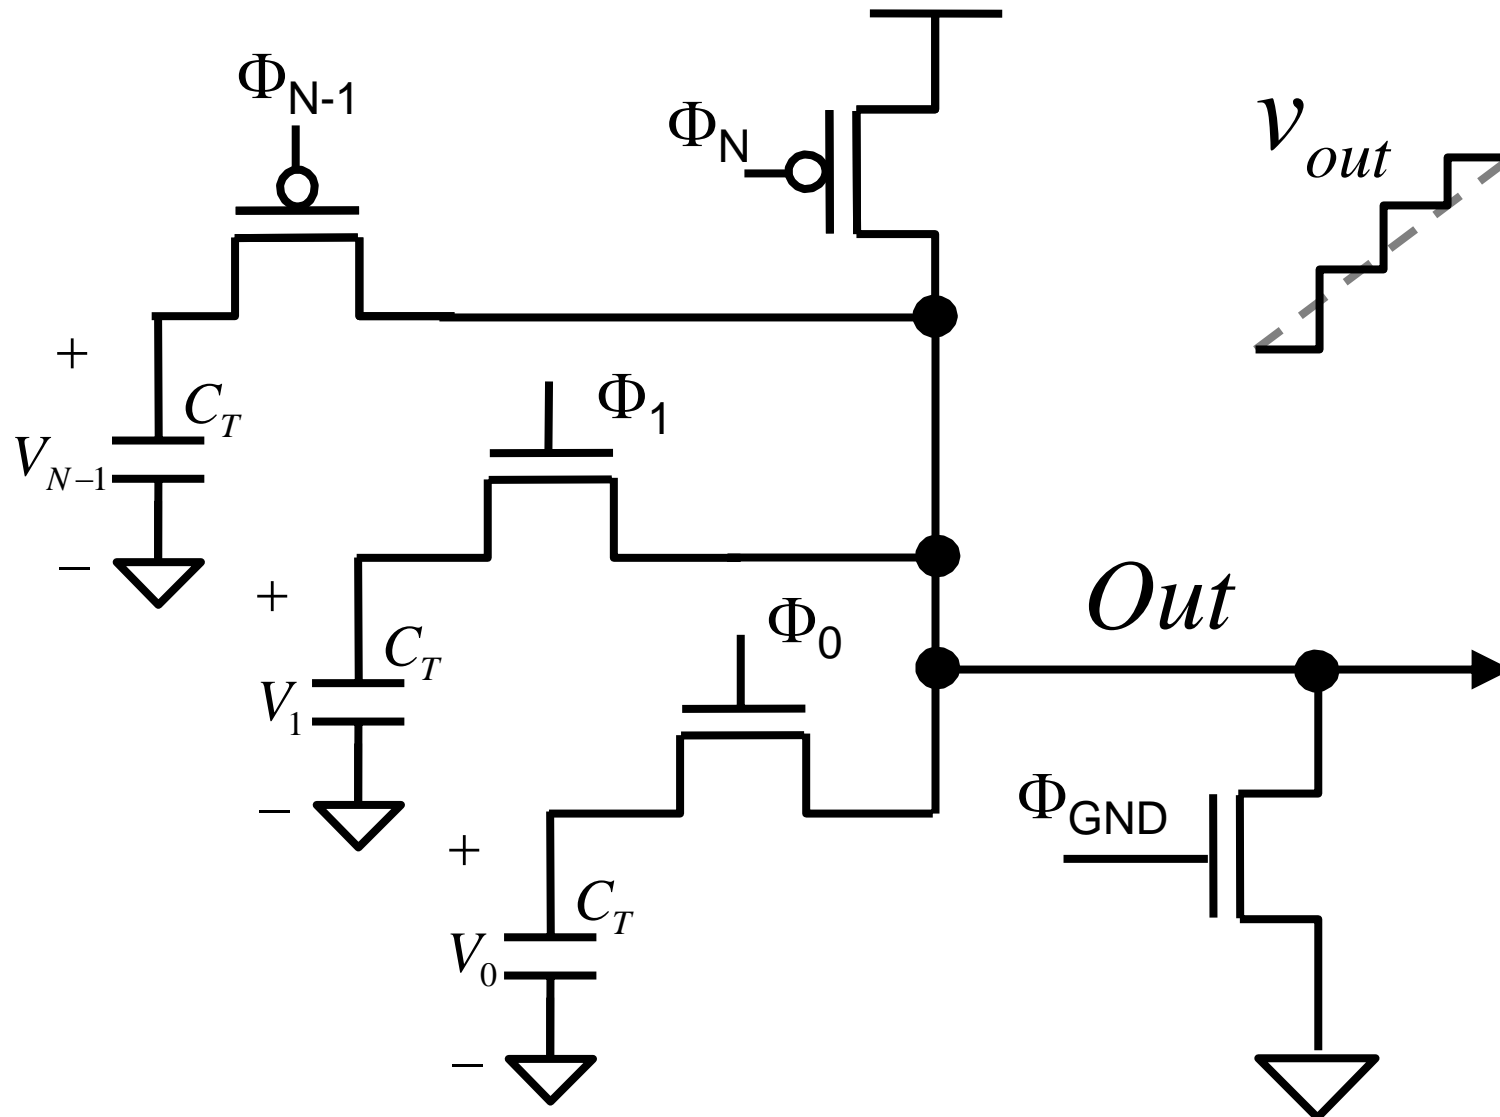 Φ_N-1
Φ_N
v_out
+
C_T
V_N−1
−
Φ_1
+
C_T
V_1
−
Out
Φ_0
Φ_GND
+
C_T
V_0
−